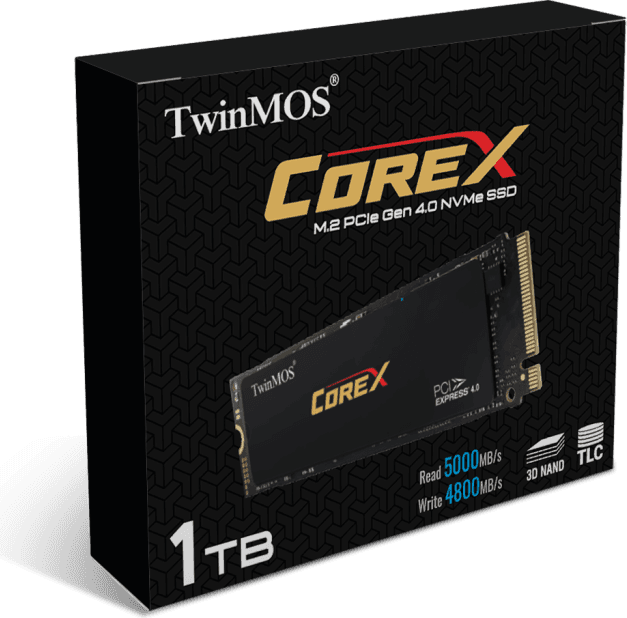 TwinMOS®
COREX
M.2 PCIe Gen 4.0 NVMe SSD
TwinMOS®
COREX
PCI
EXPRESS® 4.0
Read 5000MB/s
Write 4800MB/s
3D NAND
TLC
1TB